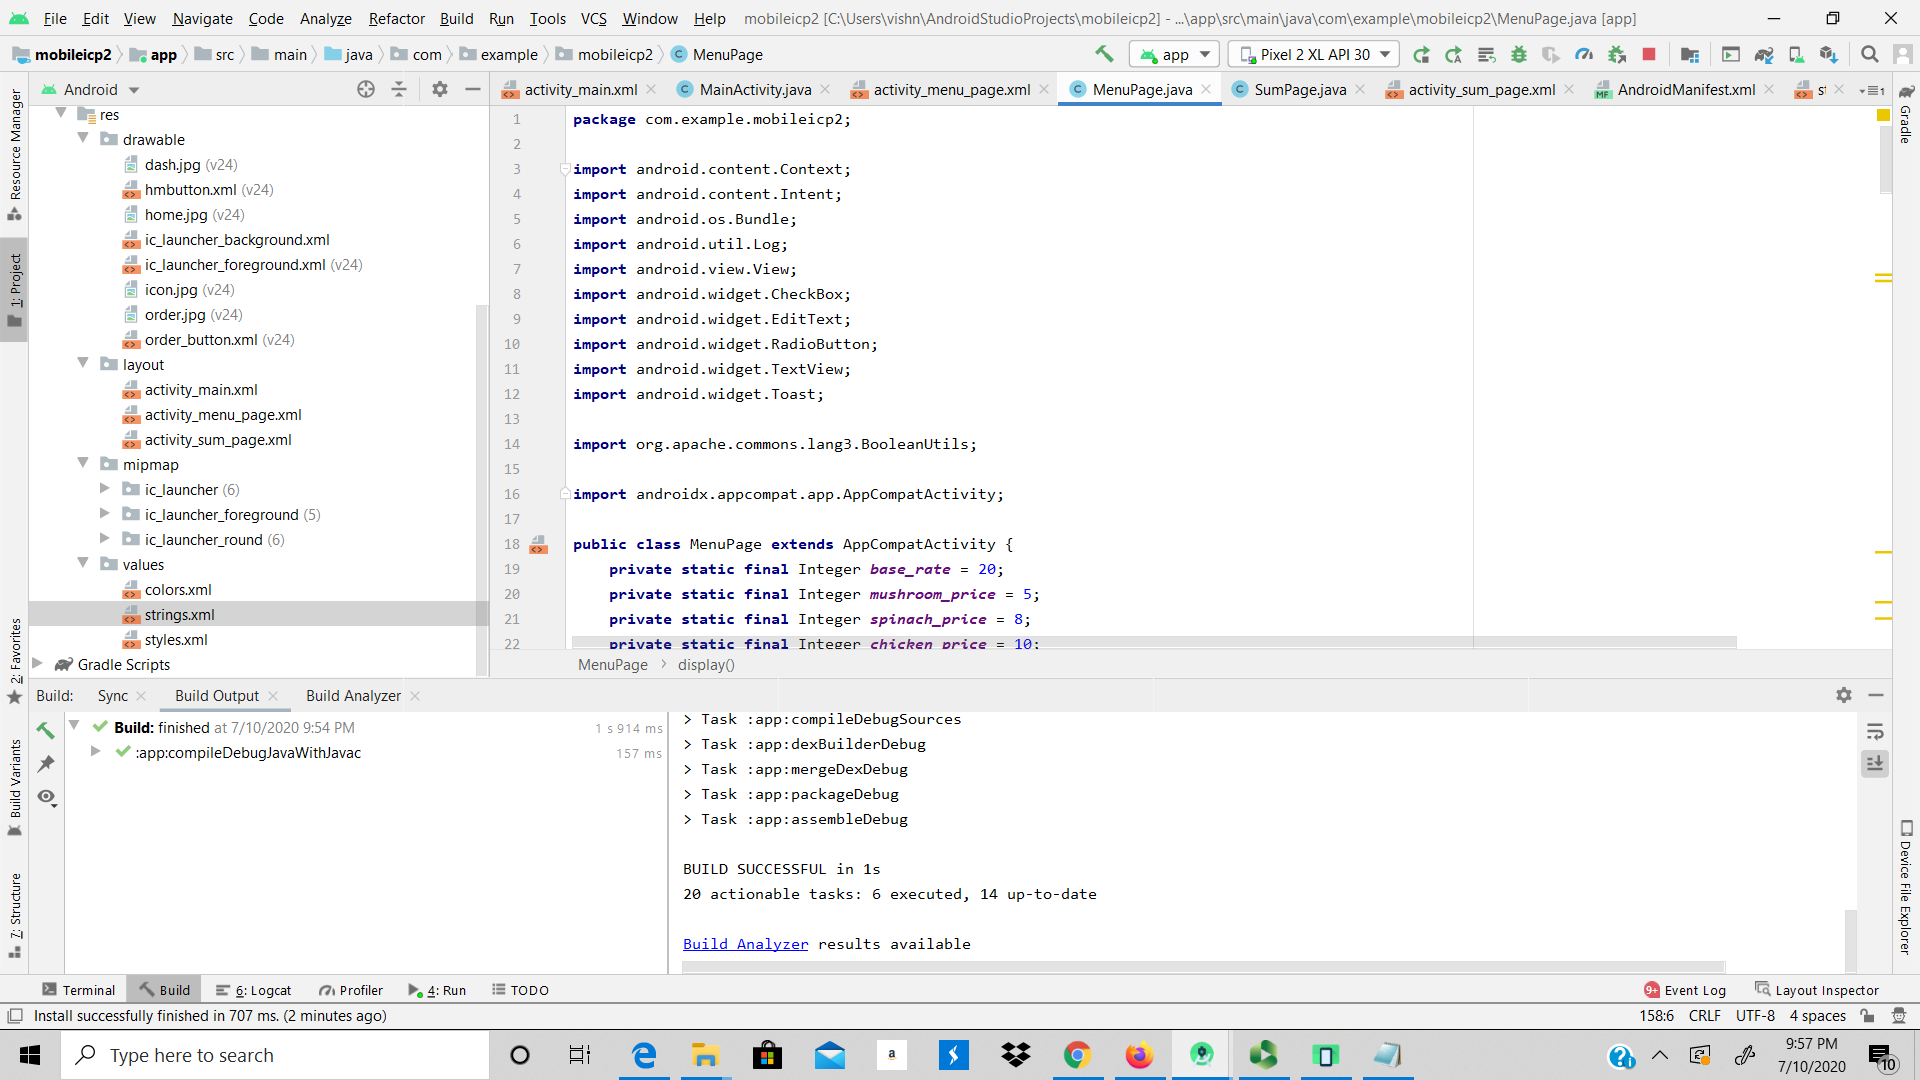 File Edit View Navigate Code Analyze Refactor Build Run Tools VCS Window Help mobileicp2 [C:\Users\vishn\AndroidStudioProjects\mobileicp2] - ...\app\src\main\java\com\example\mobileicp2\MenuPage.java [app]
mobileicp2 app src main java com example mobileicp2 MenuPage app Pixel 2 XL API 30
Android activity_main.xml MainActivity.java activity_menu_page.xml MenuPage.java SumPage.java activity_sum_page.xml AndroidManifest.xml
Resource Manager
1: Project
2: Favorites
Build Variants
7: Structure
Gradle
Device File Explorer
res
drawable
dash.jpg (v24)
hmbutton.xml (v24)
home.jpg (v24)
ic_launcher_background.xml
ic_launcher_foreground.xml (v24)
icon.jpg (v24)
order.jpg (v24)
order_button.xml (v24)
layout
activity_main.xml
activity_menu_page.xml
activity_sum_page.xml
mipmap
ic_launcher (6)
ic_launcher_foreground (5)
ic_launcher_round (6)
values
colors.xml
strings.xml
styles.xml
Gradle Scripts
1 package com.example.mobileicp2;
2
3 import android.content.Context;
4 import android.content.Intent;
5 import android.os.Bundle;
6 import android.util.Log;
7 import android.view.View;
8 import android.widget.CheckBox;
9 import android.widget.EditText;
10 import android.widget.RadioButton;
11 import android.widget.TextView;
12 import android.widget.Toast;
13
14 import org.apache.commons.lang3.BooleanUtils;
15
16 import androidx.appcompat.app.AppCompatActivity;
17
18 public class MenuPage extends AppCompatActivity {
19 private static final Integer base_rate = 20;
20 private static final Integer mushroom_price = 5;
21 private static final Integer spinach_price = 8;
22 private static final Integer chicken_price = 10;
MenuPage display()
Build: Sync Build Output Build Analyzer
Build: finished at 7/10/2020 9:54 PM 1 s 914 ms
:app:compileDebugJavaWithJavac 157 ms
> Task :app:compileDebugSources
> Task :app:dexBuilderDebug
> Task :app:mergeDexDebug
> Task :app:packageDebug
> Task :app:assembleDebug
BUILD SUCCESSFUL in 1s
20 actionable tasks: 6 executed, 14 up-to-date
Build Analyzer results available
Terminal Build 6: Logcat Profiler 4: Run TODO 9+ Event Log Layout Inspector
Install successfully finished in 707 ms. (2 minutes ago) 158:6 CRLF UTF-8 4 spaces
Type here to search
9:57 PM
7/10/2020
10